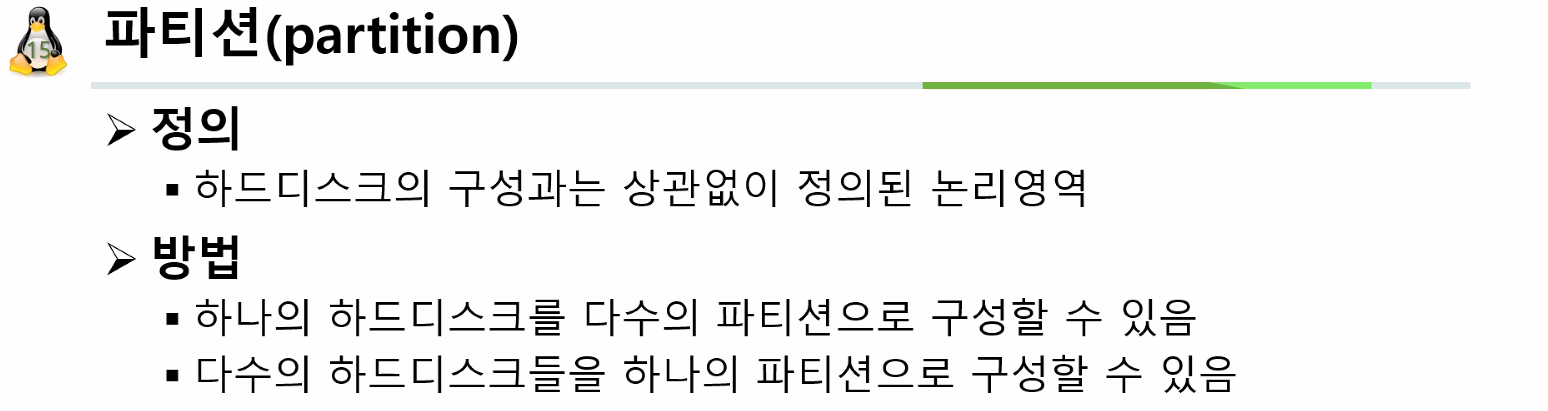 15
파티션(partition)
➢ 정의
▪ 하드디스크의 구성과는 상관없이 정의된 논리영역
➢ 방법
▪ 하나의 하드디스크를 다수의 파티션으로 구성할 수 있음
▪ 다수의 하드디스크들을 하나의 파티션으로 구성할 수 있음